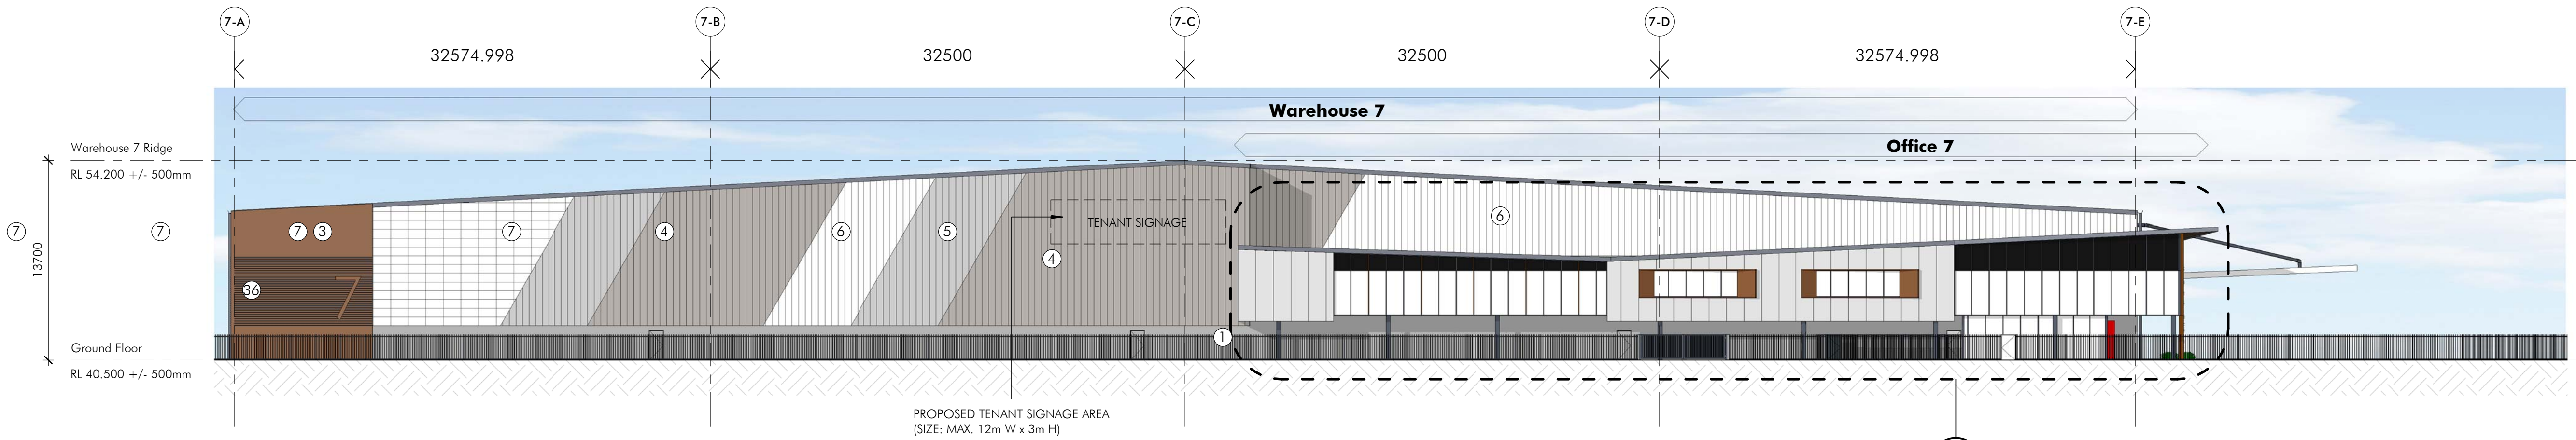 7-A 7-B 7-C 7-D 7-E
32574.998 32500 32500 32574.998
Warehouse 7
Office 7
Warehouse 7 Ridge
RL 54.200 +/- 500mm
13700
7 7 7 3 7 4 6 5 6
TENANT SIGNAGE
4
36 7
1
Ground Floor
RL 40.500 +/- 500mm
PROPOSED TENANT SIGNAGE AREA
(SIZE: MAX. 12m W x 3m H)